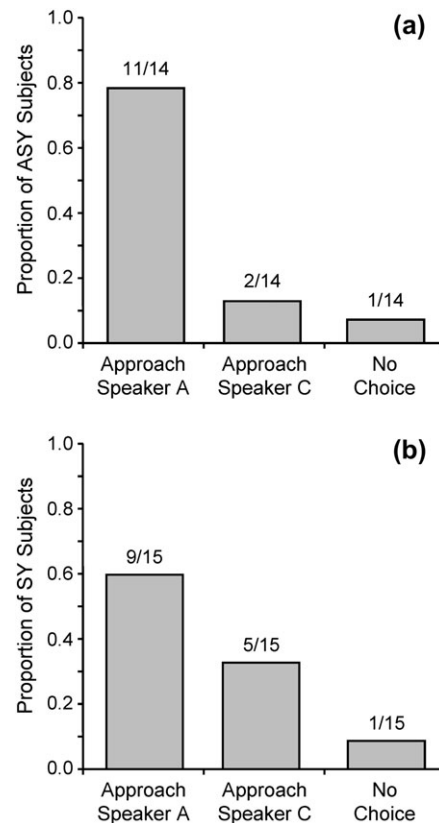 (a)
Proportion of ASY Subjects
1.0
0.8
0.6
0.4
0.2
0.0
11/14
2/14
1/14
Approach
Speaker A
Approach
Speaker C
No
Choice
(b)
Proportion of SY Subjects
1.0
0.8
0.6
0.4
0.2
0.0
9/15
5/15
1/15
Approach
Speaker A
Approach
Speaker C
No
Choice